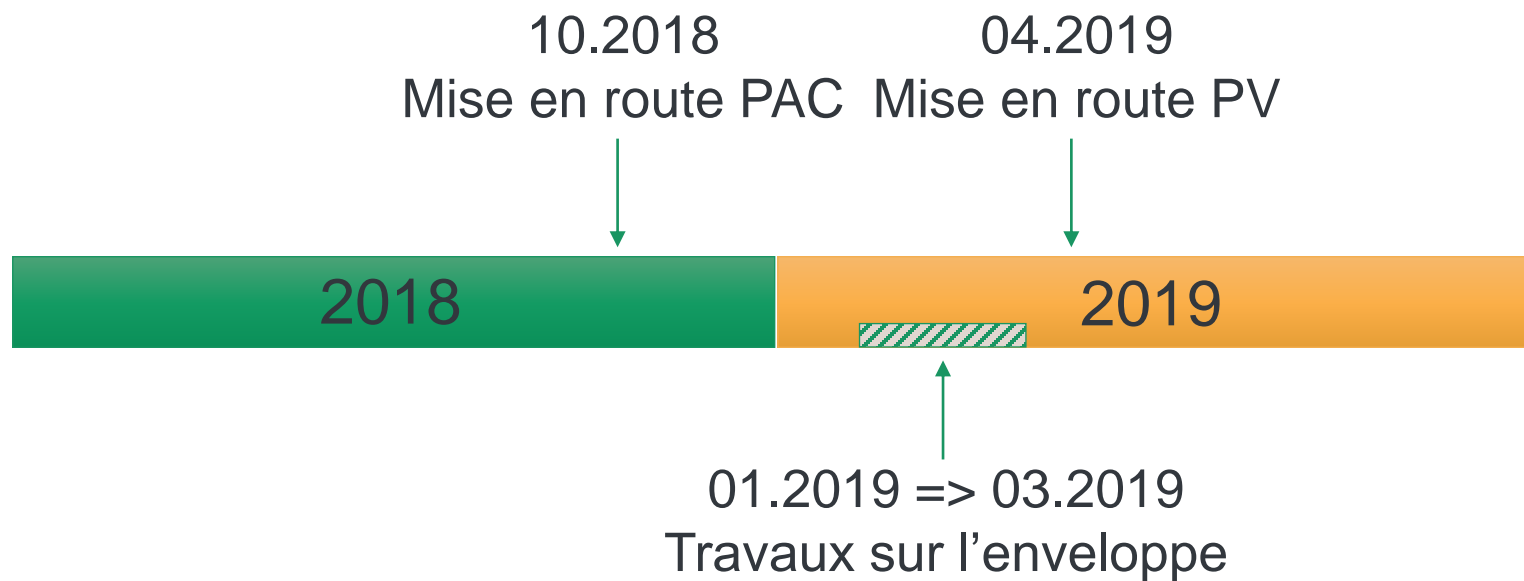 10.2018
Mise en route PAC
04.2019
Mise en route PV
2018
2019
01.2019 => 03.2019
Travaux sur l’enveloppe